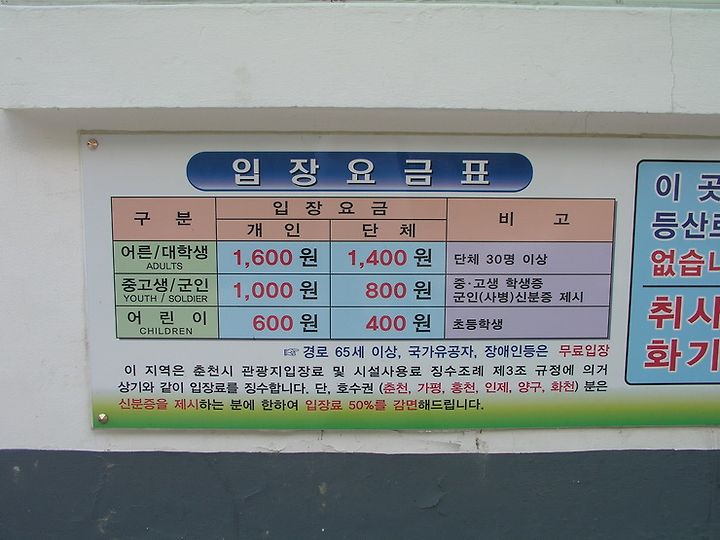 입장요금표
구 분 입 장 요 금 비 고
개 인 단 체
어른/대학생 1,600 원 1,400 원 단체 30명 이상
ADULTS
중고생/군인 1,000 원 800 원 중·고생 학생증
YOUTH / SOLDIER 군인(사병)신분증 제시
어 린 이 600 원 400 원 초등학생
CHILDREN
☞ 경로 65세 이상, 국가유공자, 장애인등은 무료입장
이 지역은 춘천시 관광지입장료 및 시설사용료 징수조례 제3조 규정에 의거
상기와 같이 입장료를 징수합니다. 단, 호수권 (춘천, 가평, 홍천, 인제, 양구, 화천) 분은
신분증을 제시하는 분에 한하여 입장료 50%를 감면해드립니다.
이 곳
등산로
없습니
취사
화기